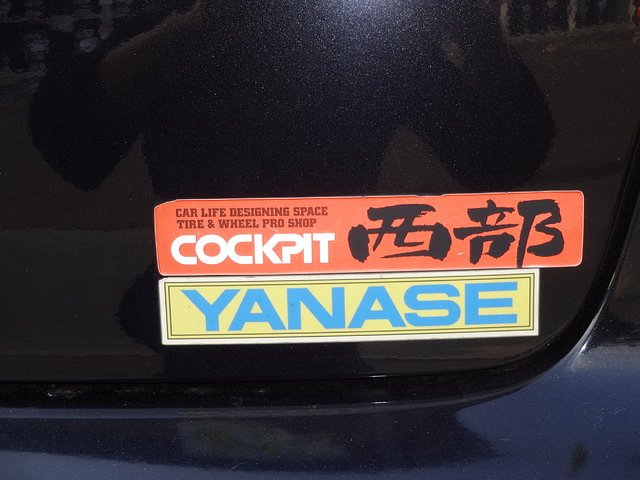 CAR LIFE DESIGNING SPACE
TIRE & WHEEL PRO SHOP
COCKPIT 西部
YANASE